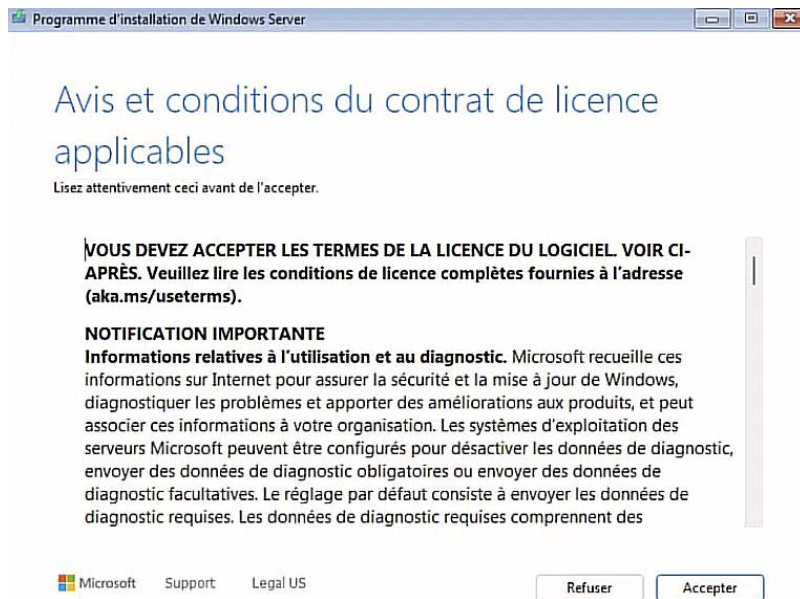 Programme d'installation de Windows Server
Avis et conditions du contrat de licence
applicables
Lisez attentivement ceci avant de l'accepter.
VOUS DEVEZ ACCEPTER LES TERMES DE LA LICENCE DU LOGICIEL. VOIR CI-
APRÈS. Veuillez lire les conditions de licence complètes fournies à l'adresse
(aka.ms/useterms).
NOTIFICATION IMPORTANTE
Informations relatives à l'utilisation et au diagnostic. Microsoft recueille ces
informations sur Internet pour assurer la sécurité et la mise à jour de Windows,
diagnostiquer les problèmes et apporter des améliorations aux produits, et peut
associer ces informations à votre organisation. Les systèmes d'exploitation des
serveurs Microsoft peuvent être configurés pour désactiver les données de diagnostic,
envoyer des données de diagnostic obligatoires ou envoyer des données de
diagnostic facultatives. Le réglage par défaut consiste à envoyer les données de
diagnostic requises. Les données de diagnostic requises comprennent des
Microsoft Support Legal US
Refuser Accepter